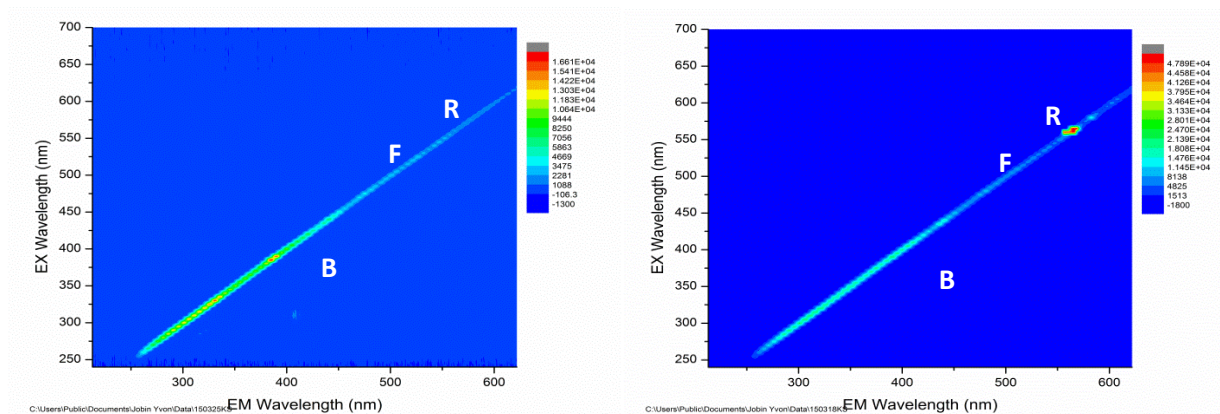 700
650
600
550
500
450
400
350
300
250
EX Wavelength (nm)
300
400
500
600
EM Wavelength (nm)
R
F
B
1.661E+04
1.541E+04
1.422E+04
1.303E+04
1.183E+04
1.064E+04
9444
8250
7056
5863
4669
3475
2281
1088
-106.3
-1300
C:\Users\Public\Documents\Jobin Yvon\Data\150325KS
700
650
600
550
500
450
400
350
300
250
EX Wavelength (nm)
300
400
500
600
EM Wavelength (nm)
R
F
B
4.789E+04
4.458E+04
4.126E+04
3.795E+04
3.464E+04
3.133E+04
2.801E+04
2.470E+04
2.139E+04
1.808E+04
1.476E+04
1.145E+04
8138
4825
1513
-1800
C:\Users\Public\Documents\Jobin Yvon\Data\150318KS